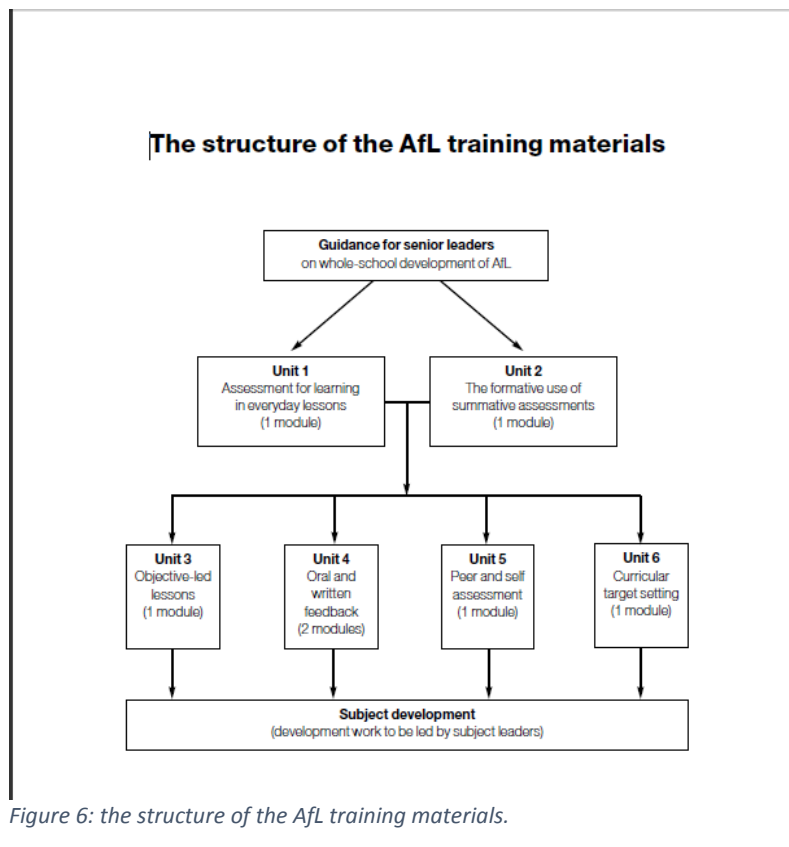 The structure of the AfL training materials
Guidance for senior leaders
on whole-school development of AfL
Unit 1
Assessment for learning
in everyday lessons
(1 module)
Unit 2
The formative use of
summative assessments
(1 module)
Unit 3
Objective-led
lessons
(1 module)
Unit 4
Oral and
written
feedback
(2 modules)
Unit 5
Peer and self
assessment
(1 module)
Unit 6
Curricular
target setting
(1 module)
Subject development
(development work to be led by subject leaders)
Figure 6: the structure of the AfL training materials.